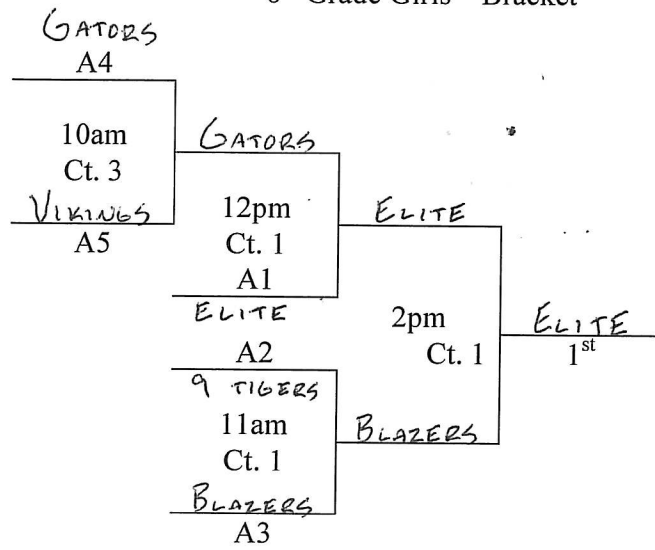 Grade Girls Bracket
GATORS
A4
10am
Ct. 3
VIKINGS
A5
GATORS
12pm
Ct. 1
A1
ELITE
A2
9 TIGERS
11am
Ct. 1
BLAZERS
A3
ELITE
2pm
Ct. 1
BLAZERS
ELITE
1st